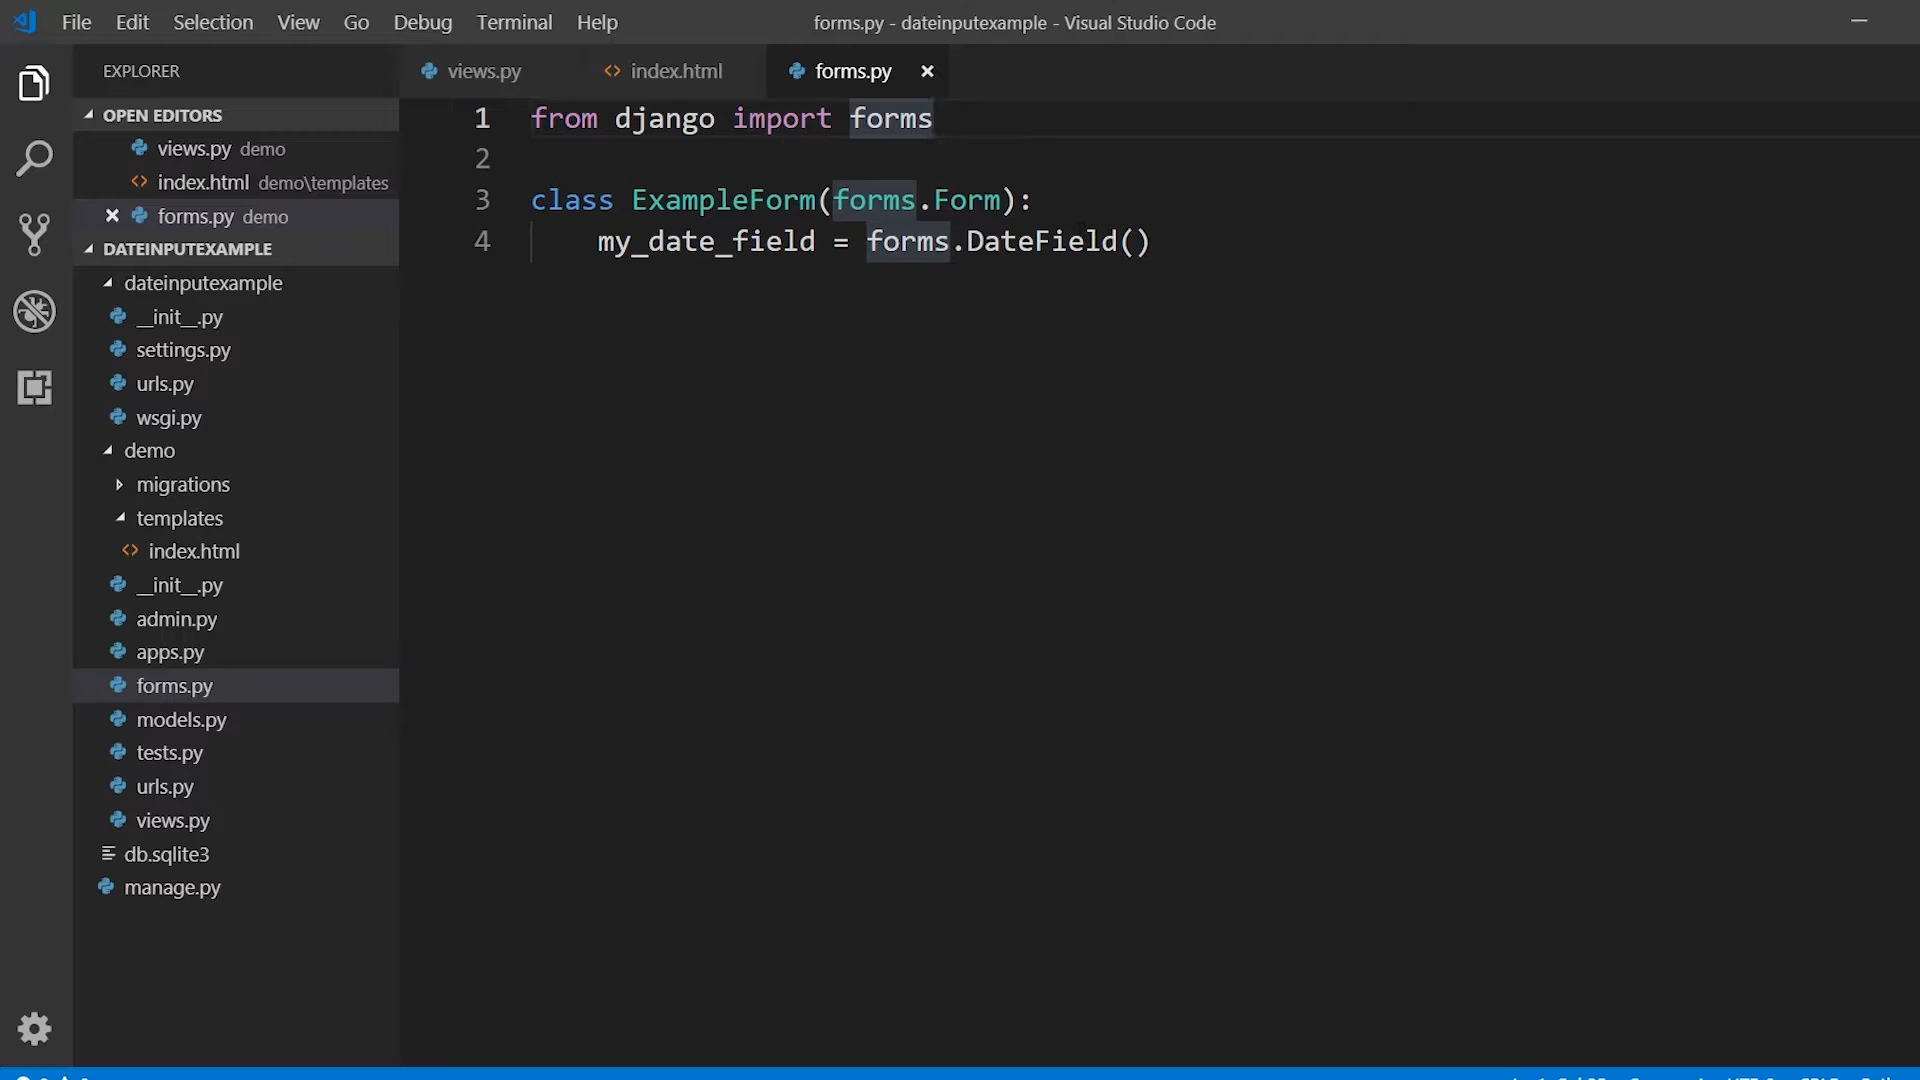 File Edit Selection View Go Debug Terminal Help
forms.py - dateinputexample - Visual Studio Code
EXPLORER
OPEN EDITORS
views.py demo
index.html demo\templates
forms.py demo
DATEINPUTEXAMPLE
dateinputexample
__init__.py
settings.py
urls.py
wsgi.py
demo
migrations
templates
index.html
__init__.py
admin.py
apps.py
forms.py
models.py
tests.py
urls.py
views.py
db.sqlite3
manage.py
views.py index.html forms.py
1 from django import forms
2
3 class ExampleForm(forms.Form):
4 my_date_field = forms.DateField()